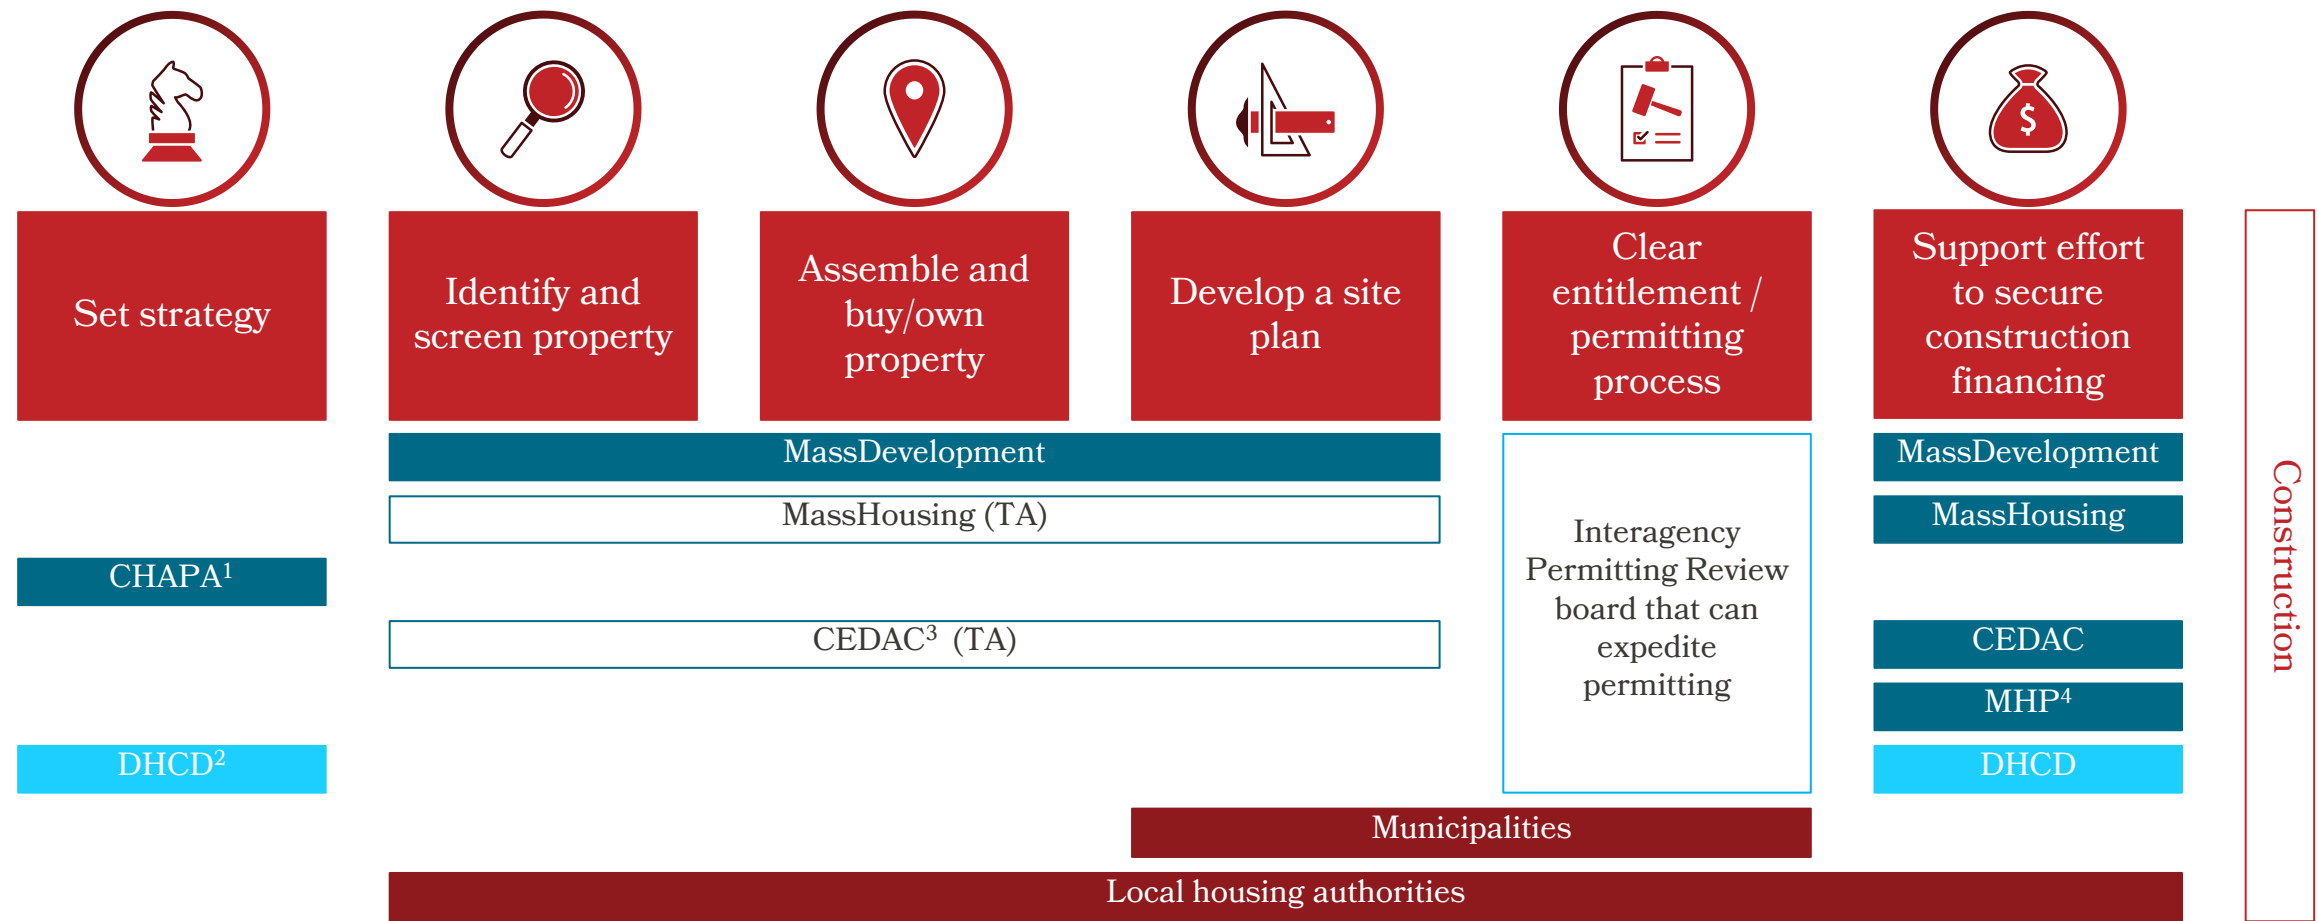 $
Set strategy
Identify and
screen property
Assemble and
buy/own
property
Develop a site
plan
Clear
entitlement /
permitting
process
Support effort
to secure
construction
financing
MassDevelopment
MassHousing (TA)
CHAPA¹
CEDAC³ (TA)
DHCD²
Interagency
Permitting Review
board that can
expedite
permitting
MassDevelopment
MassHousing
CEDAC
MHP⁴
DHCD
Municipalities
Local housing authorities
Construction